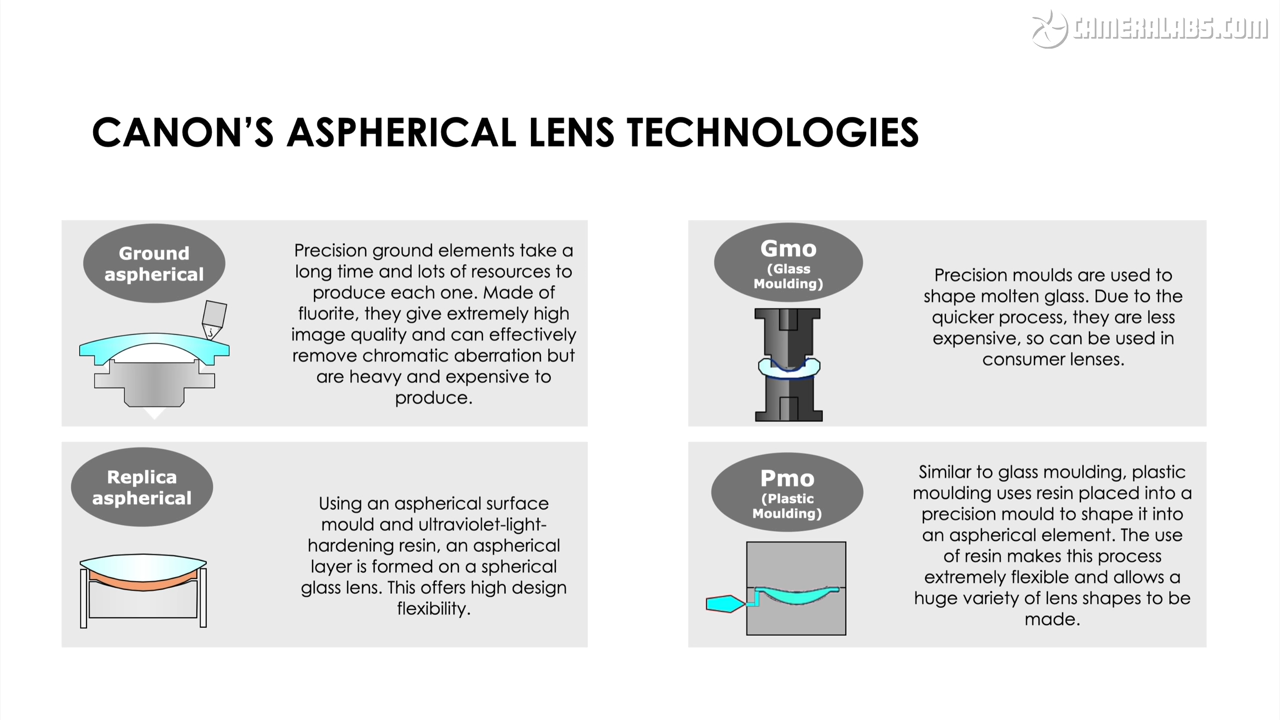 CAMERALABS.COM
CANON'S ASPHERICAL LENS TECHNOLOGIES
Ground
aspherical
Precision ground elements take a
long time and lots of resources to
produce each one. Made of
fluorite, they give extremely high
image quality and can effectively
remove chromatic aberration but
are heavy and expensive to
produce.
Gmo
(Glass
Moulding)
Precision moulds are used to
shape molten glass. Due to the
quicker process, they are less
expensive, so can be used in
consumer lenses.
Replica
aspherical
Using an aspherical surface
mould and ultraviolet-light-
hardening resin, an aspherical
layer is formed on a spherical
glass lens. This offers high design
flexibility.
Pmo
(Plastic
Moulding)
Similar to glass moulding, plastic
moulding uses resin placed into a
precision mould to shape it into
an aspherical element. The use
of resin makes this process
extremely flexible and allows a
huge variety of lens shapes to be
made.